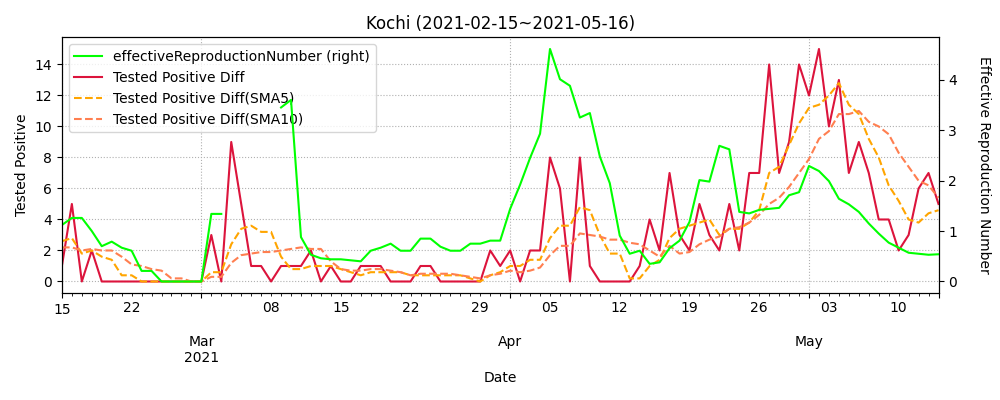 Kochi (2021-02-15~2021-05-16)
effectiveReproductionNumber (right)
Tested Positive Diff
Tested Positive Diff(SMA5)
Tested Positive Diff(SMA10)
Tested Positive
14
12
10
8
6
4
2
0
4
3
2
1
0
Effective Reproduction Number
15 22 08 15 22 29 05 12 19 26 03 10
Mar Apr May
2021
Date